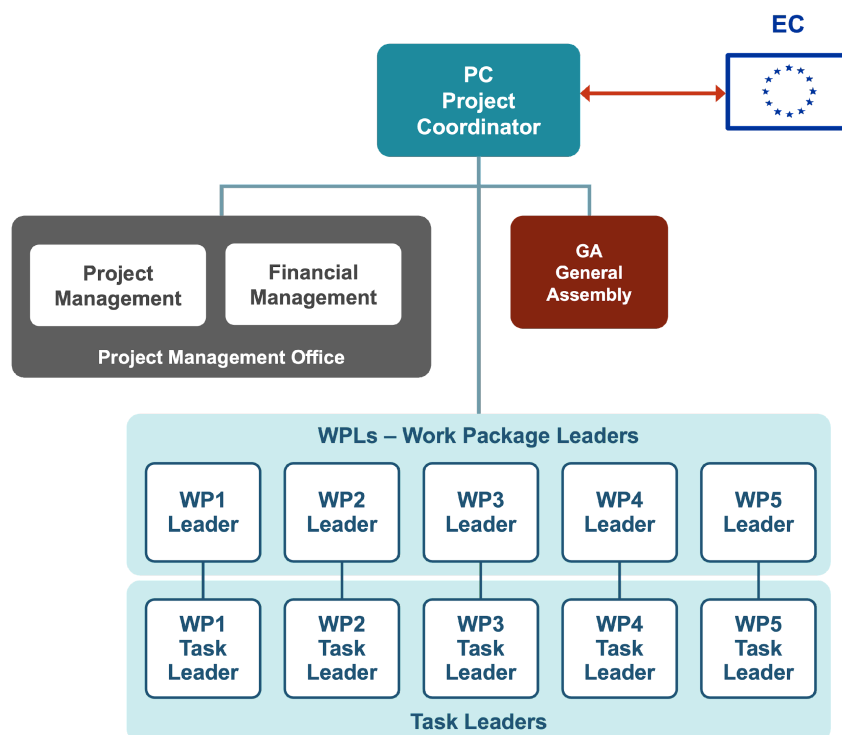 EC
PC
Project
Coordinator
Project
Management
Financial
Management
Project Management Office
GA
General
Assembly
WPLs – Work Package Leaders
WP1
Leader
WP2
Leader
WP3
Leader
WP4
Leader
WP5
Leader
WP1
Task
Leader
WP2
Task
Leader
WP3
Task
Leader
WP4
Task
Leader
WP5
Task
Leader
Task Leaders